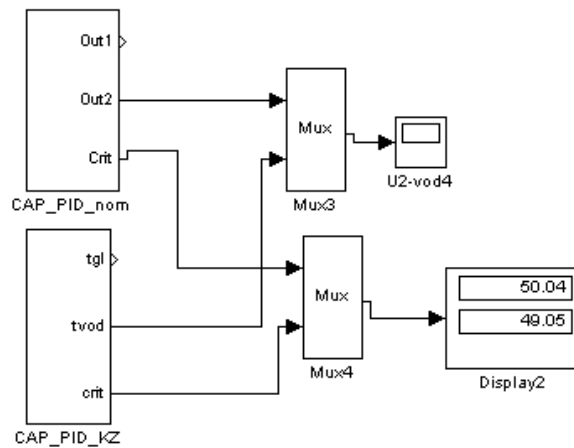 Out1
Out2
Crit
CAP_PID_nom
Mux
Mux3
U2-vod4
tgl
tvod
crit
CAP_PID_KZ
Mux
Mux4
50.04
49.05
Display2